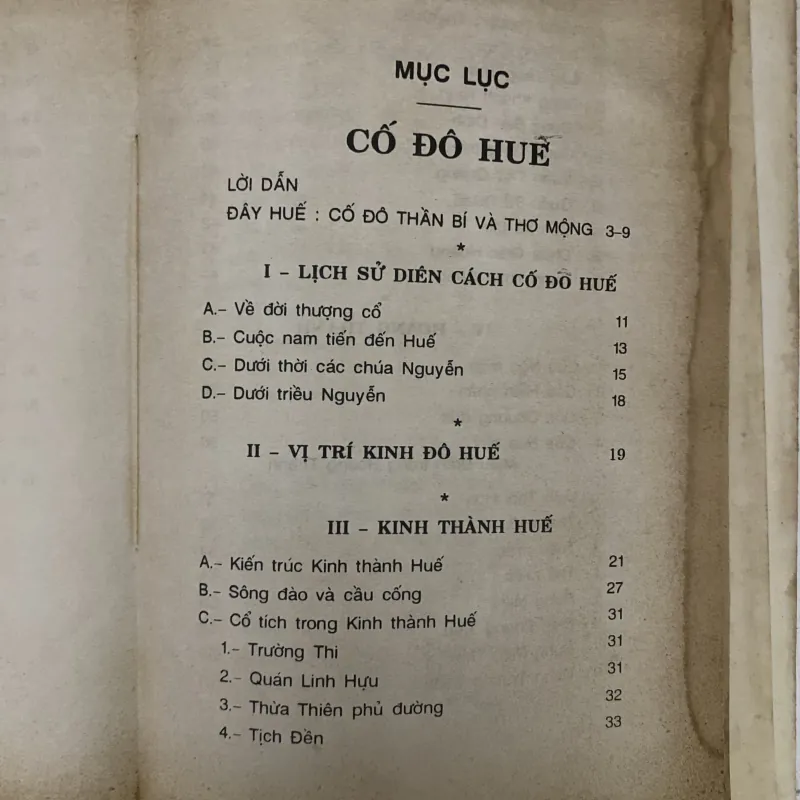 MỤC LỤC
CỐ ĐÔ HUẾ
LỜI DẪN
ĐÂY HUẾ : CỐ ĐÔ THẦN BÍ VÀ THƠ MỘNG 3–9
*
I – LỊCH SỬ DIÊN CÁCH CỐ ĐÔ HUẾ
A.– Về đời thượng cổ 11
B.– Cuộc nam tiến đến Huế 13
C.– Dưới thời các chúa Nguyễn 15
D.– Dưới triều Nguyễn 18
*
II – VỊ TRÍ KINH ĐÔ HUẾ 19
*
III – KINH THÀNH HUẾ
A.– Kiến trúc Kinh thành Huế 21
B.– Sông đào và cầu cống 27
C.– Cổ tích trong Kinh thành Huế 31
1.– Trường Thi 31
2.– Quán Linh Hựu 31
3.– Thừa Thiên phủ đường 32
4.– Tịch Đền 33